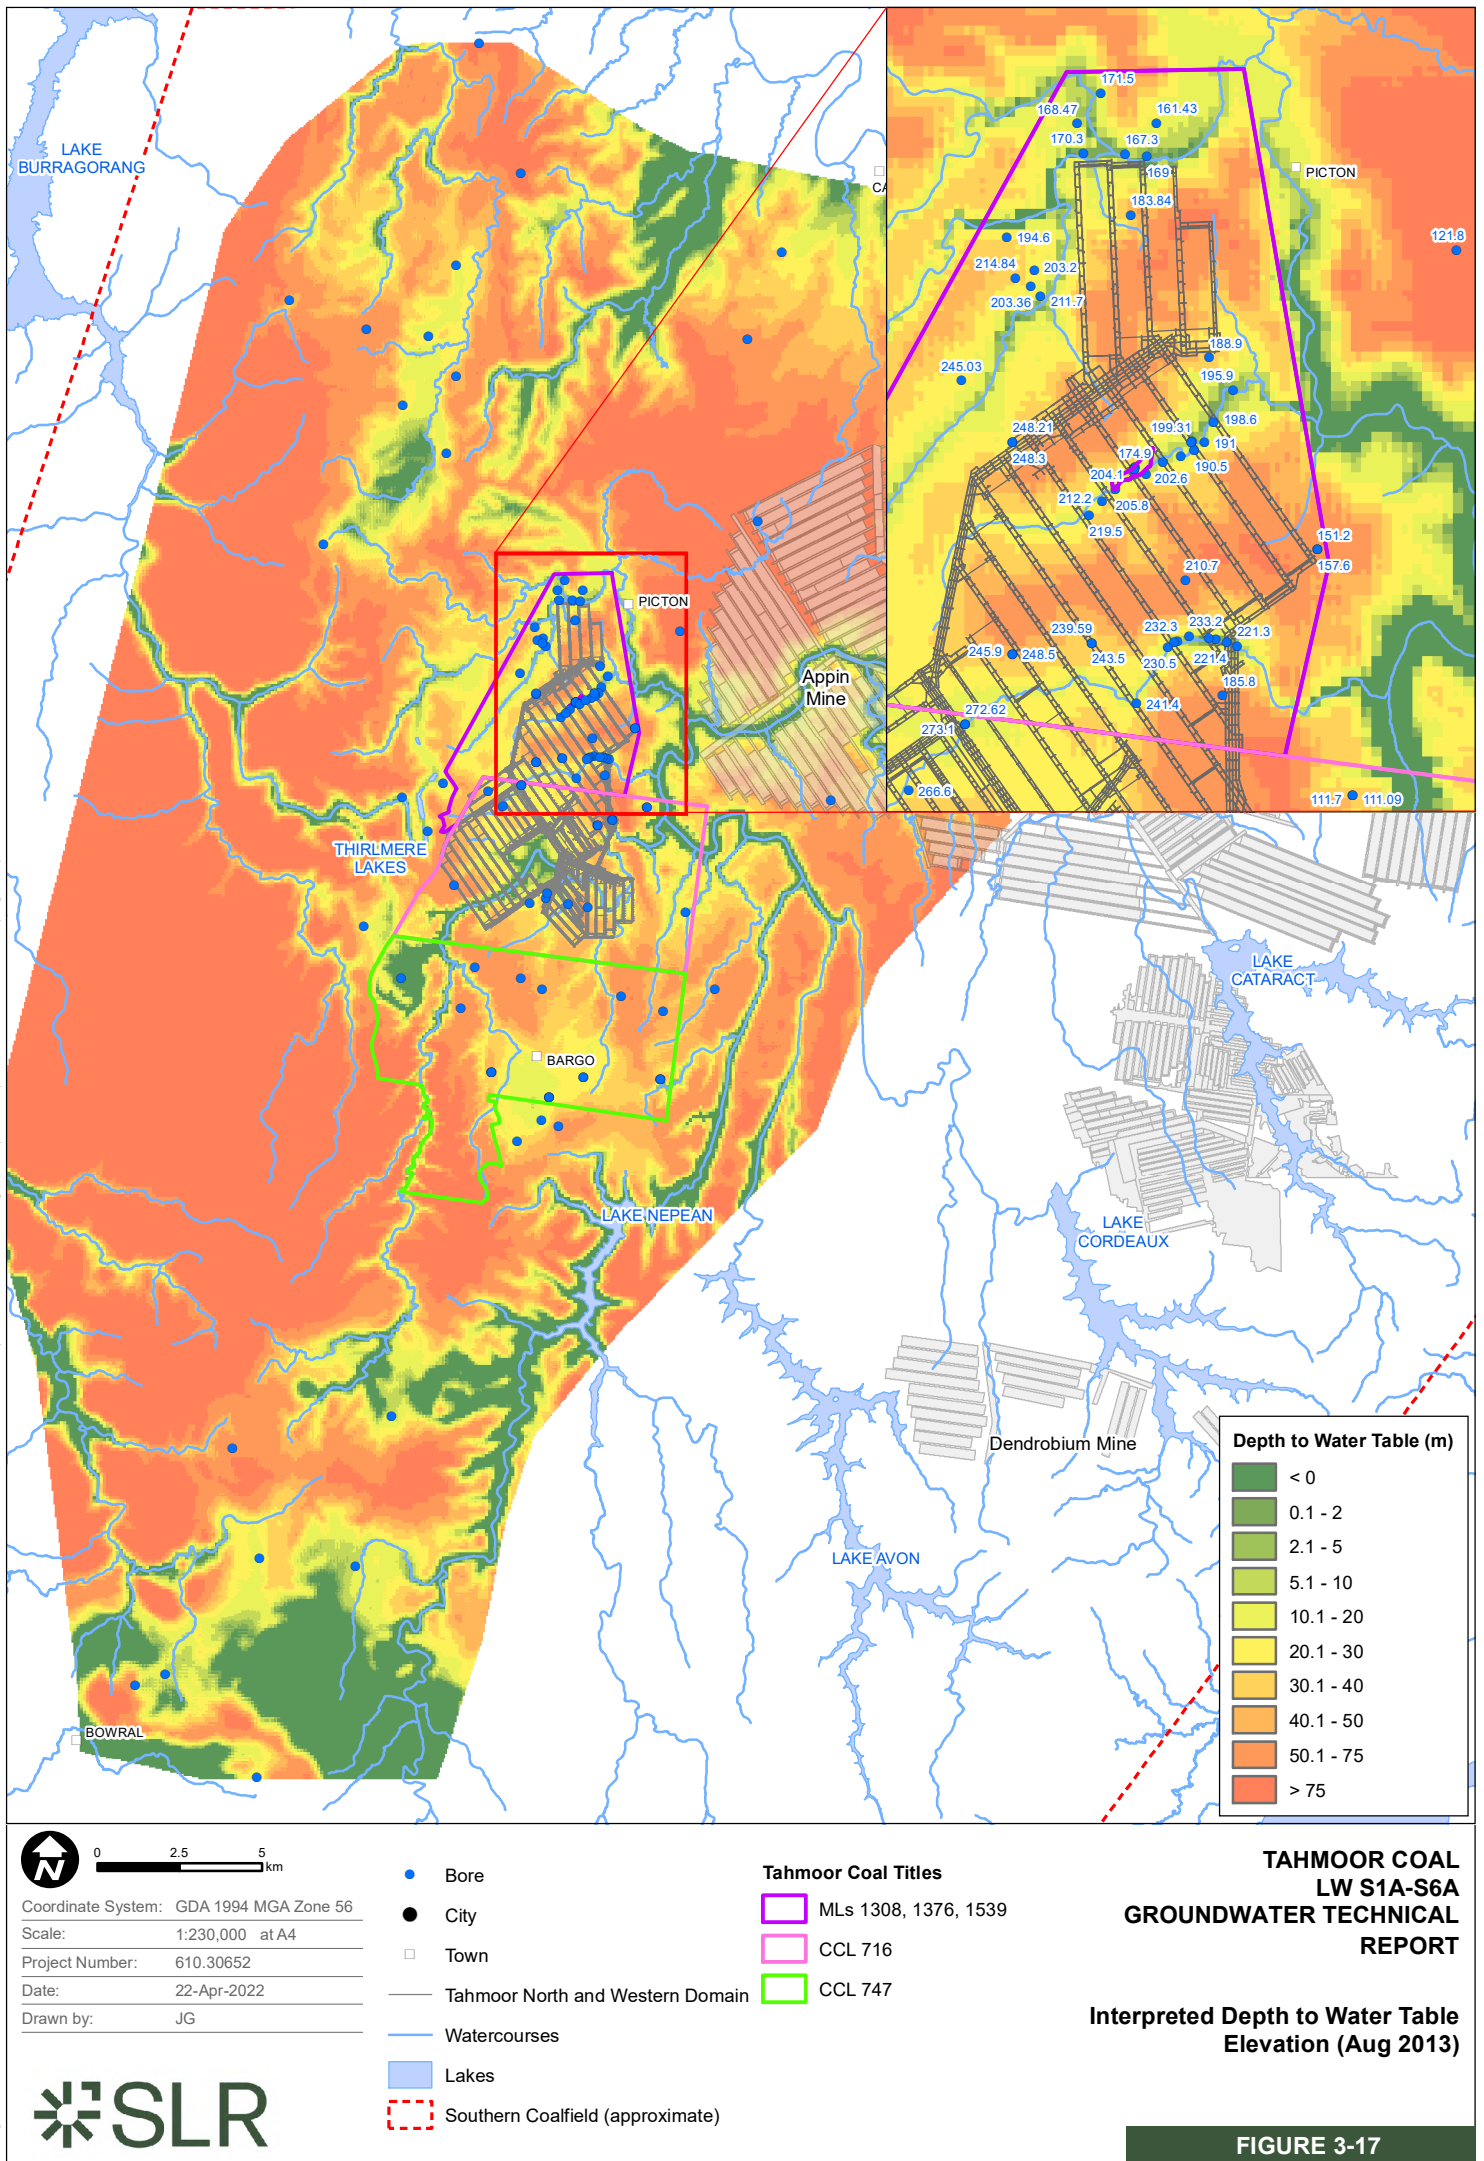 LAKE
BURRAGORANG
CA
PICTON
Appin
Mine
THIRLMERE
LAKES
BARGO
LAKE NEPEAN
LAKE
CATARACT
LAKE
CORDEAUX
Dendrobium Mine
LAKE AVON
BOWRAL
171.5
168.47
161.43
170.3
167.3
169
PICTON
183.84
121.8
194.6
214.84
203.2
203.36
211.7
188.9
245.03
195.9
248.21
199.31
198.6
248.3
174.9
191
204.1
190.5
202.6
212.2
205.8
219.5
151.2
157.6
210.7
239.59
232.3
233.2
221.3
245.9
248.5
243.5
230.5
221.4
185.8
272.62
241.4
273.1
266.6
111.7
111.09
Depth to Water Table (m)
< 0
0.1 - 2
2.1 - 5
5.1 - 10
10.1 - 20
20.1 - 30
30.1 - 40
40.1 - 50
50.1 - 75
> 75
N
0 2.5 5
km
Coordinate System: GDA 1994 MGA Zone 56
Scale: 1:230,000 at A4
Project Number: 610.30652
Date: 22-Apr-2022
Drawn by: JG
SLR
Bore
City
Town
Tahmoor North and Western Domain
Watercourses
Lakes
Southern Coalfield (approximate)
Tahmoor Coal Titles
MLs 1308, 1376, 1539
CCL 716
CCL 747
TAHMOOR COAL
LW S1A-S6A
GROUNDWATER TECHNICAL
REPORT
Interpreted Depth to Water Table
Elevation (Aug 2013)
FIGURE 3-17